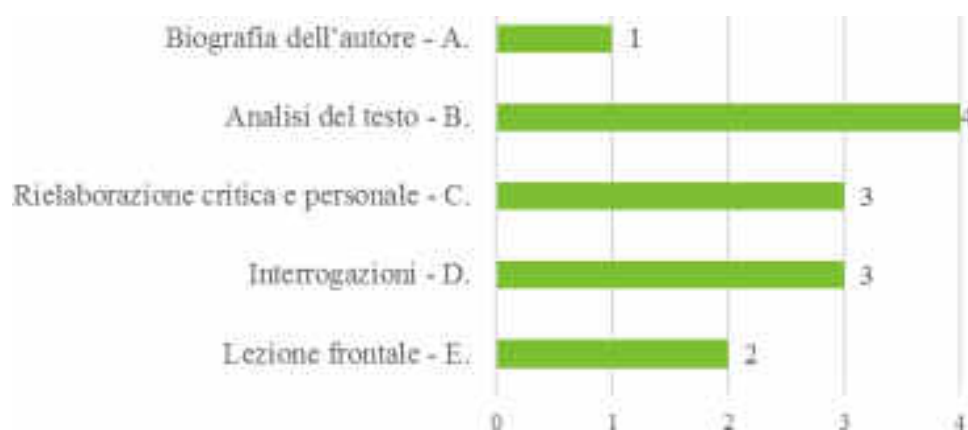 Biografia dell'autore - A.
1
Analisi del testo - B.
4
Rielaborazione critica e personale - C.
3
Interrogazioni - D.
3
Lezione frontale - E.
2
0 1 2 3 4